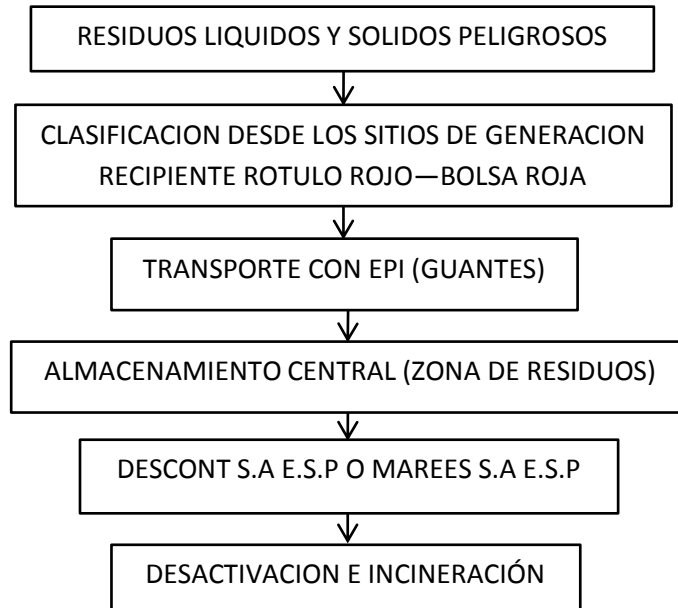 RESIDUOS LIQUIDOS Y SOLIDOS PELIGROSOS
CLASIFICACION DESDE LOS SITIOS DE GENERACION
RECIPIENTE ROTULO ROJO—BOLSA ROJA
TRANSPORTE CON EPI (GUANTES)
ALMACENAMIENTO CENTRAL (ZONA DE RESIDUOS)
DESCONT S.A E.S.P O MAREES S.A E.S.P
DESACTIVACION E INCINERACIÓN